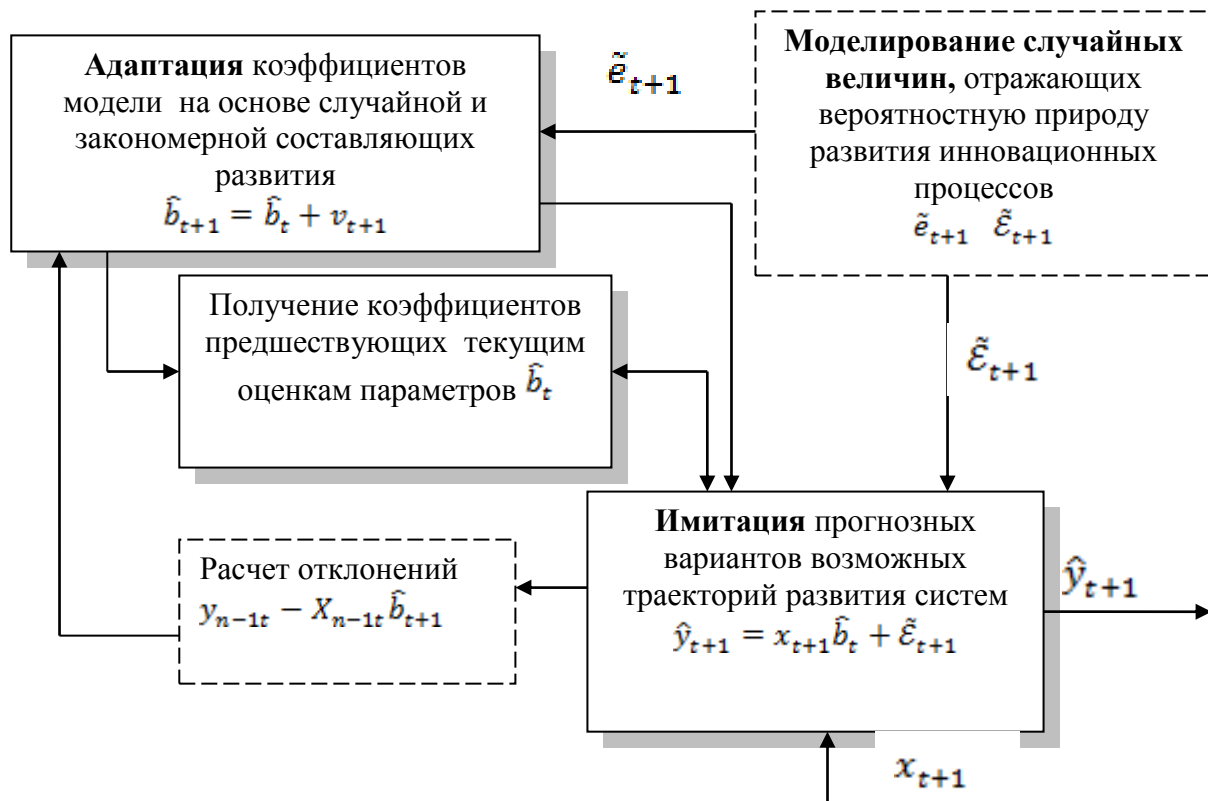 Адаптация коэффициентов
модели на основе случайной и
закономерной составляющих
развития
b̂_{t+1} = b̂_t + v_{t+1}
ẽ_{t+1}
Моделирование случайных
величин, отражающих
вероятностную природу
развития инновационных
процессов
ẽ_{t+1} ℰ̃_{t+1}
Получение коэффициентов
предшествующих текущим
оценкам параметров b̂_t
ℰ̃_{t+1}
Расчет отклонений
y_{n-1t} − X_{n-1t} b̂_{t+1}
Имитация прогнозных
вариантов возможных
траекторий развития систем
ŷ_{t+1} = x_{t+1} b̂_t + ℰ̃_{t+1}
ŷ_{t+1}
x_{t+1}